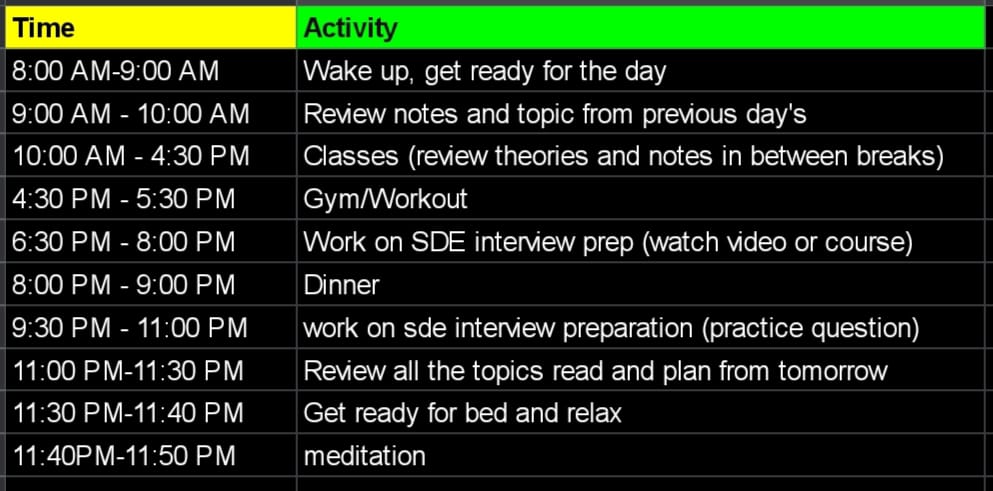 Time Activity
8:00 AM-9:00 AM Wake up, get ready for the day
9:00 AM - 10:00 AM Review notes and topic from previous day's
10:00 AM - 4:30 PM Classes (review theories and notes in between breaks)
4:30 PM - 5:30 PM Gym/Workout
6:30 PM - 8:00 PM Work on SDE interview prep (watch video or course)
8:00 PM - 9:00 PM Dinner
9:30 PM - 11:00 PM work on sde interview preparation (practice question)
11:00 PM-11:30 PM Review all the topics read and plan from tomorrow
11:30 PM-11:40 PM Get ready for bed and relax
11:40PM-11:50 PM meditation